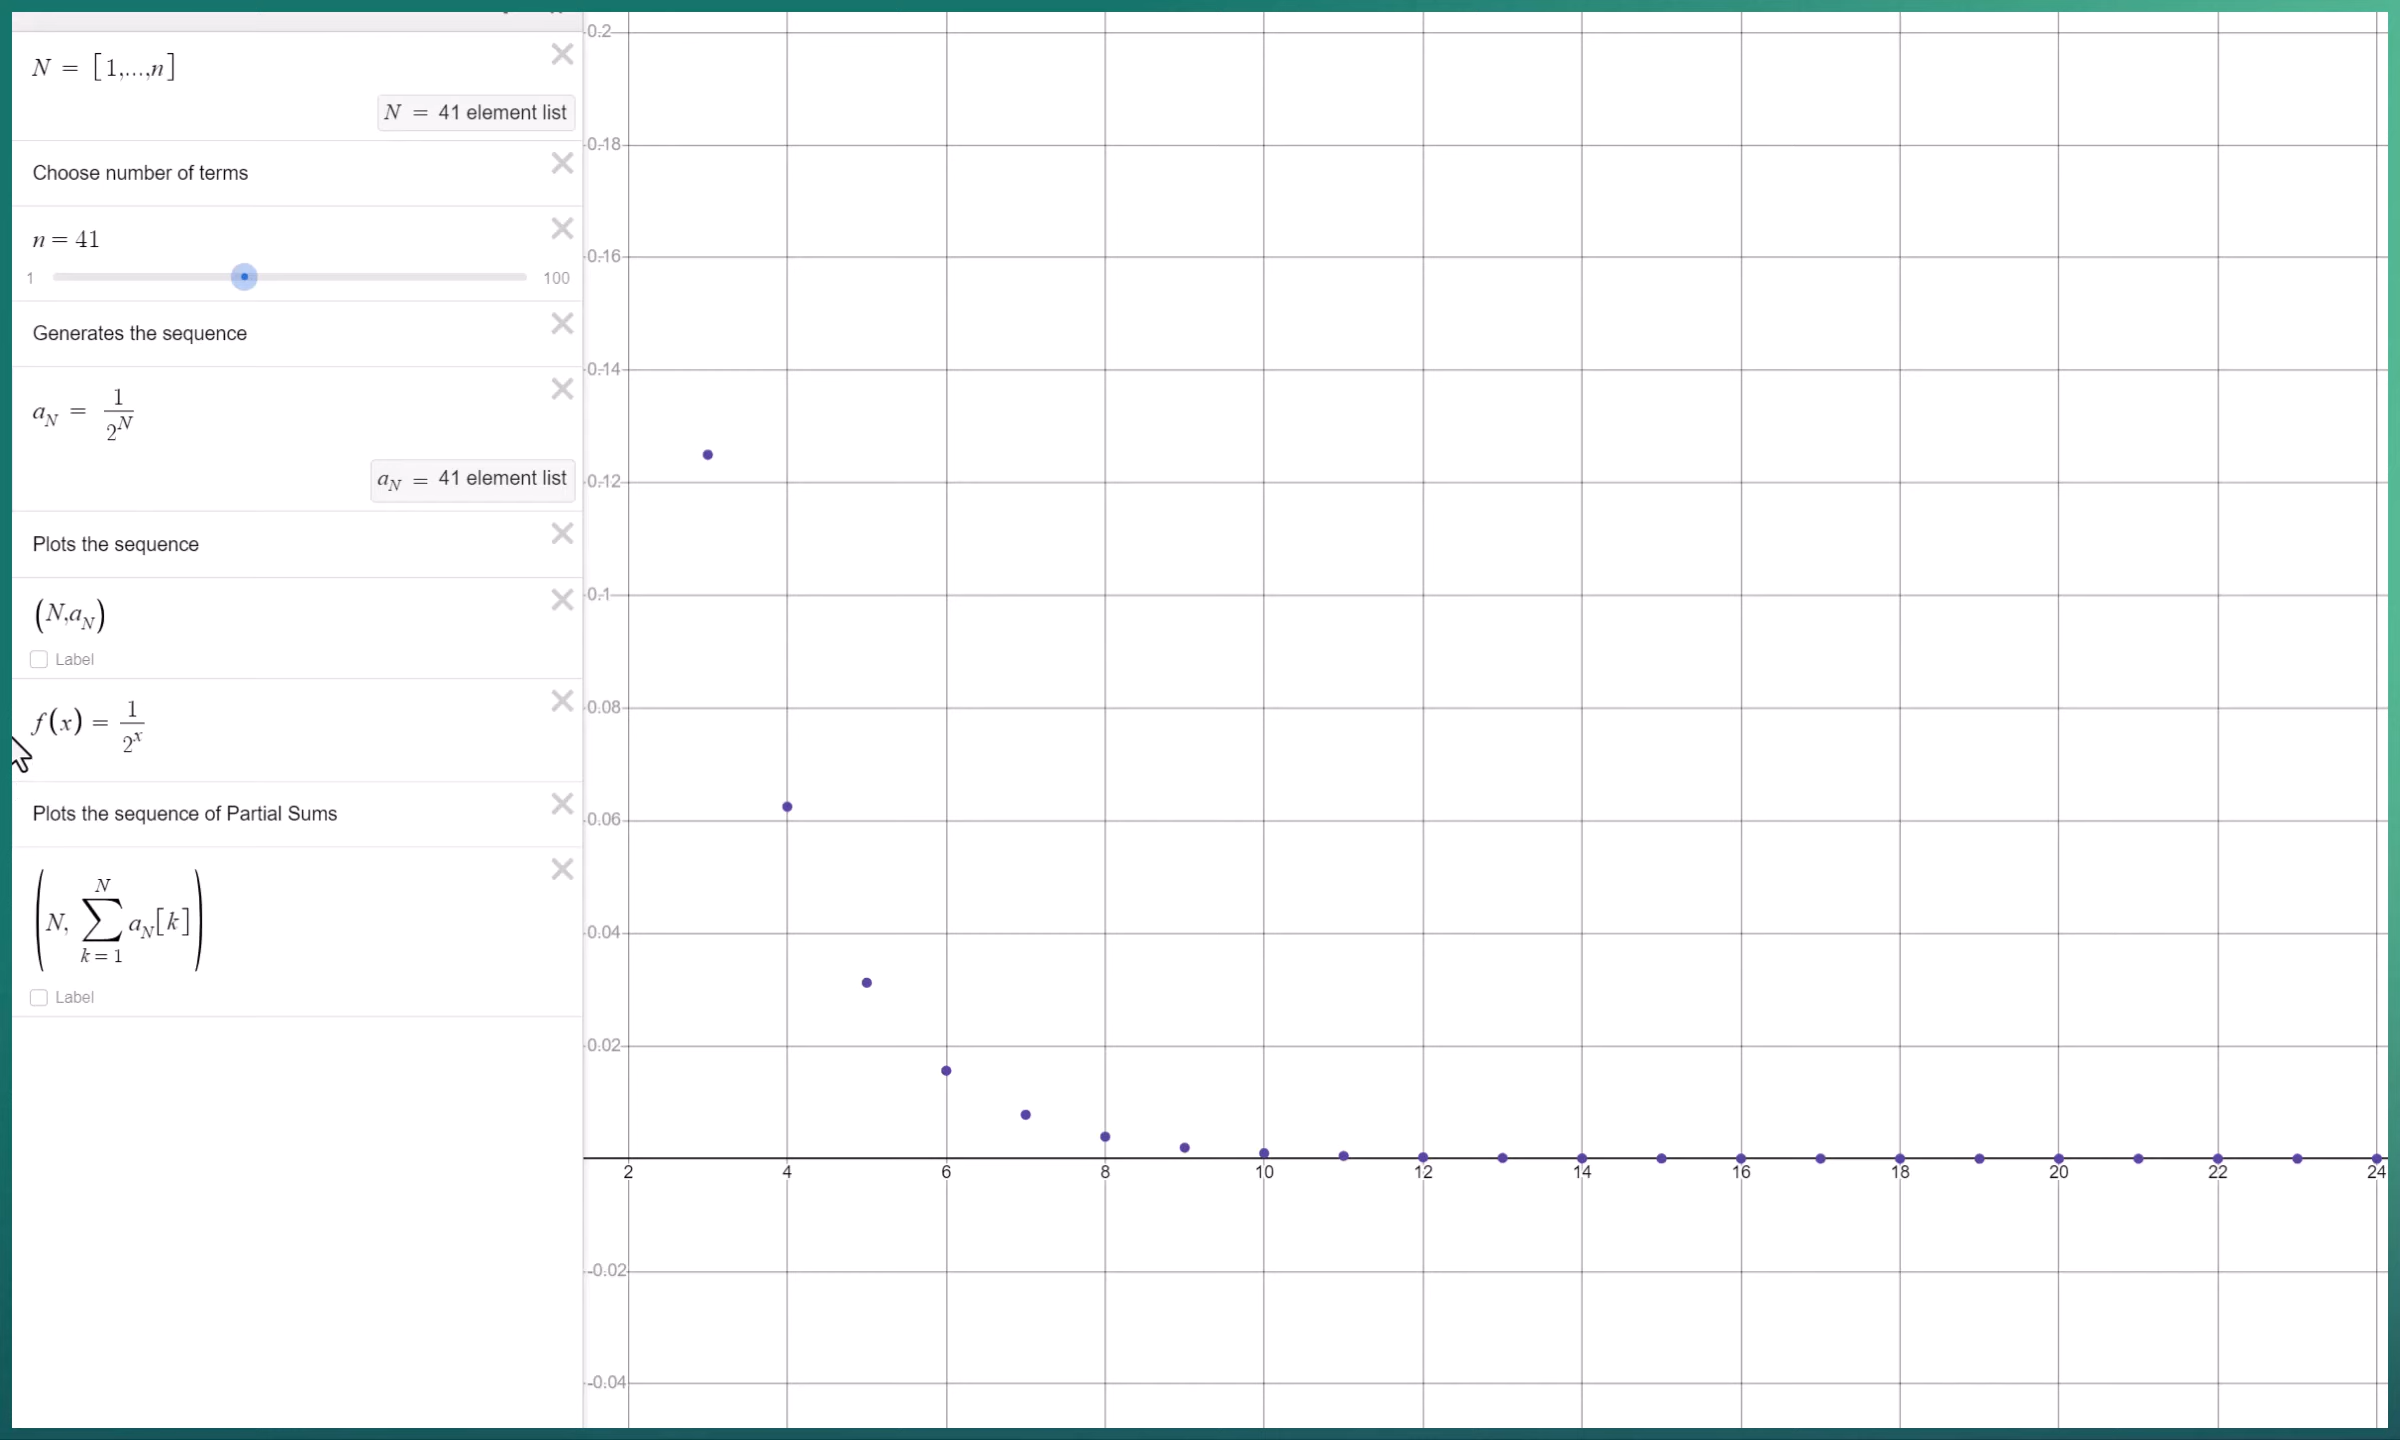 N = [1,...,n]
N = 41 element list
Choose number of terms
n = 41
1 100
Generates the sequence
a_N = 1/2^N
a_N = 41 element list
Plots the sequence
(N,a_N)
Label
f(x) = 1/2^x
Plots the sequence of Partial Sums
(N, ∑_{k=1}^{N} a_N[k])
Label
0.2
0.18
0.16
0.14
0.12
0.1
0.08
0.06
0.04
0.02
2 4 6 8 10 12 14 16 18 20 22 24
-0.02
-0.04